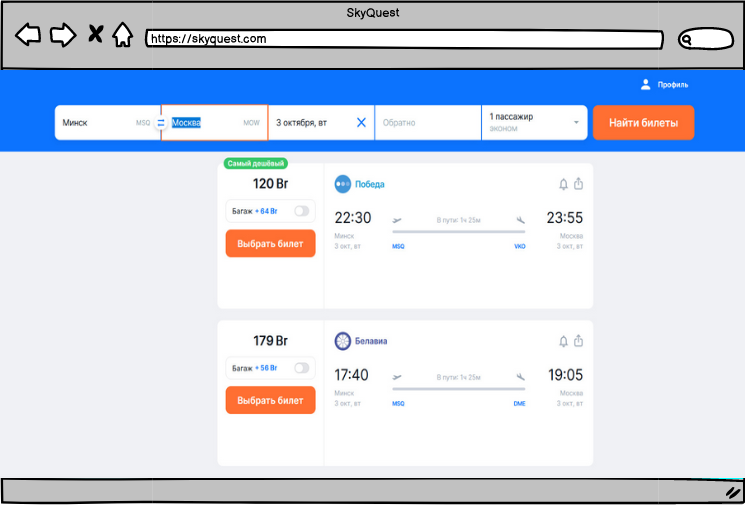 SkyQuest
https://skyquest.com
Профиль
Минск MSQ Москва MOW 3 октября, вт Обратно 1 пассажир эконом Найти билеты
Самый дешёвый
120 Br
Багаж + 64 Br
Выбрать билет
Победа
22:30 В пути: 1ч 25м 23:55
Минск Москва
3 окт, вт MSQ VKO 3 окт, вт
179 Br
Багаж + 56 Br
Выбрать билет
Белавиа
17:40 В пути: 1ч 25м 19:05
Минск Москва
3 окт, вт MSQ DME 3 окт, вт